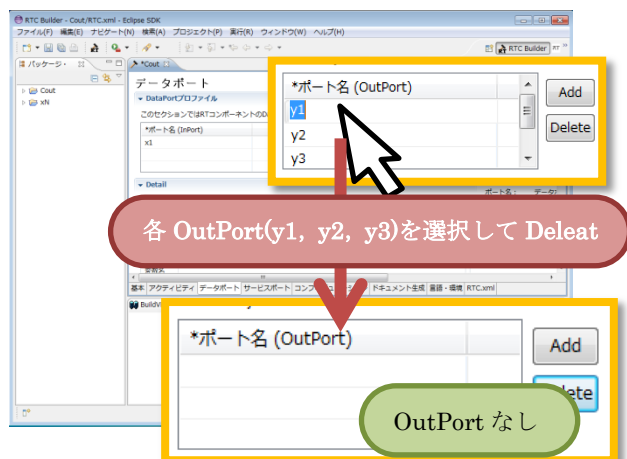 RTC Builder - Cout/RTC.xml - Eclipse SDK
ファイル(F) 編集(E) ナビゲート(N) 検索(A) プロジェクト(P) 実行(R) ウィンドウ(W) ヘルプ(H)
RTC Builder
パッケージ・
*Cout
Cout
xN
データポート
DataPortプロファイル
このセクションではRTコンポーネントのDa
*ポート名 (InPort)
x1
Detail
ポート名:
*ポート名 (OutPort)
y1
y2
y3
Add
Delete
各 OutPort(y1, y2, y3)を選択して Deleat
基本 アクティビティ データポート サービスポート
ドキュメント生成 言語・環境 RTC.xml
*ポート名 (OutPort)
Add
OutPort なし